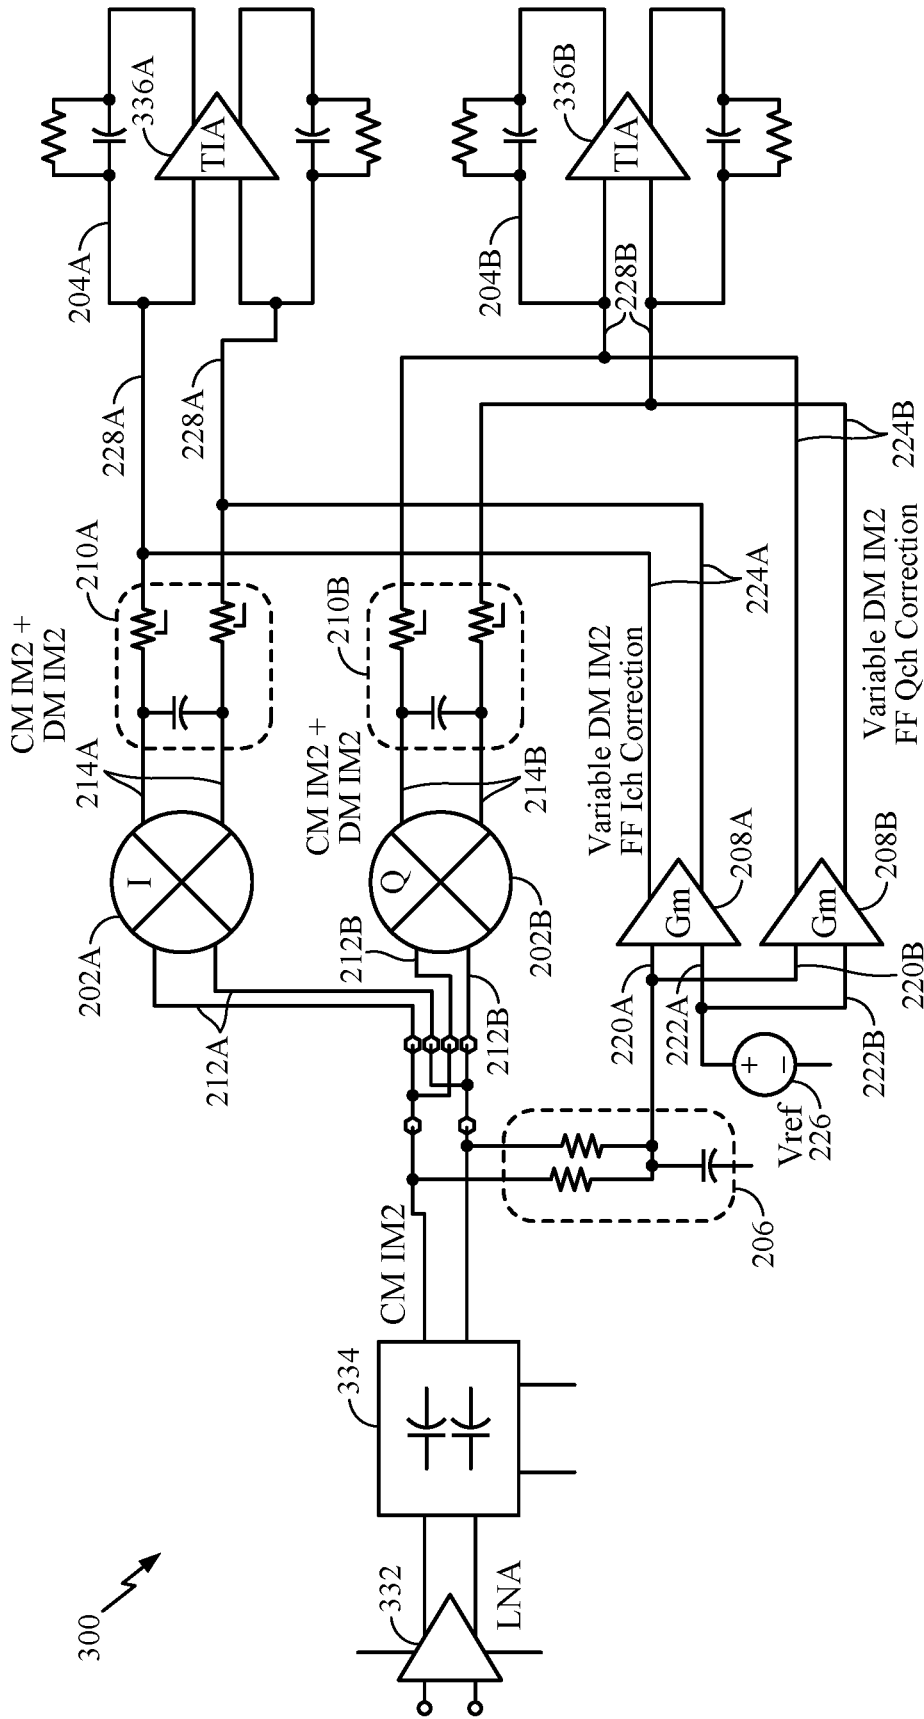 300
332
LNA
334
CM IM2
206
Vref
226
+
−
212A
202A
I
214A
CM IM2 +
DM IM2
210A
228A
228A
204A
336A
TIA
212B
212B
202B
Q
214B
CM IM2 +
DM IM2
210B
204B
336B
TIA
228B
220A
222A
Gm
208A
Variable DM IM2
FF Ich Correction
224A
222B
220B
Gm
208B
Variable DM IM2
FF Qch Correction
224B